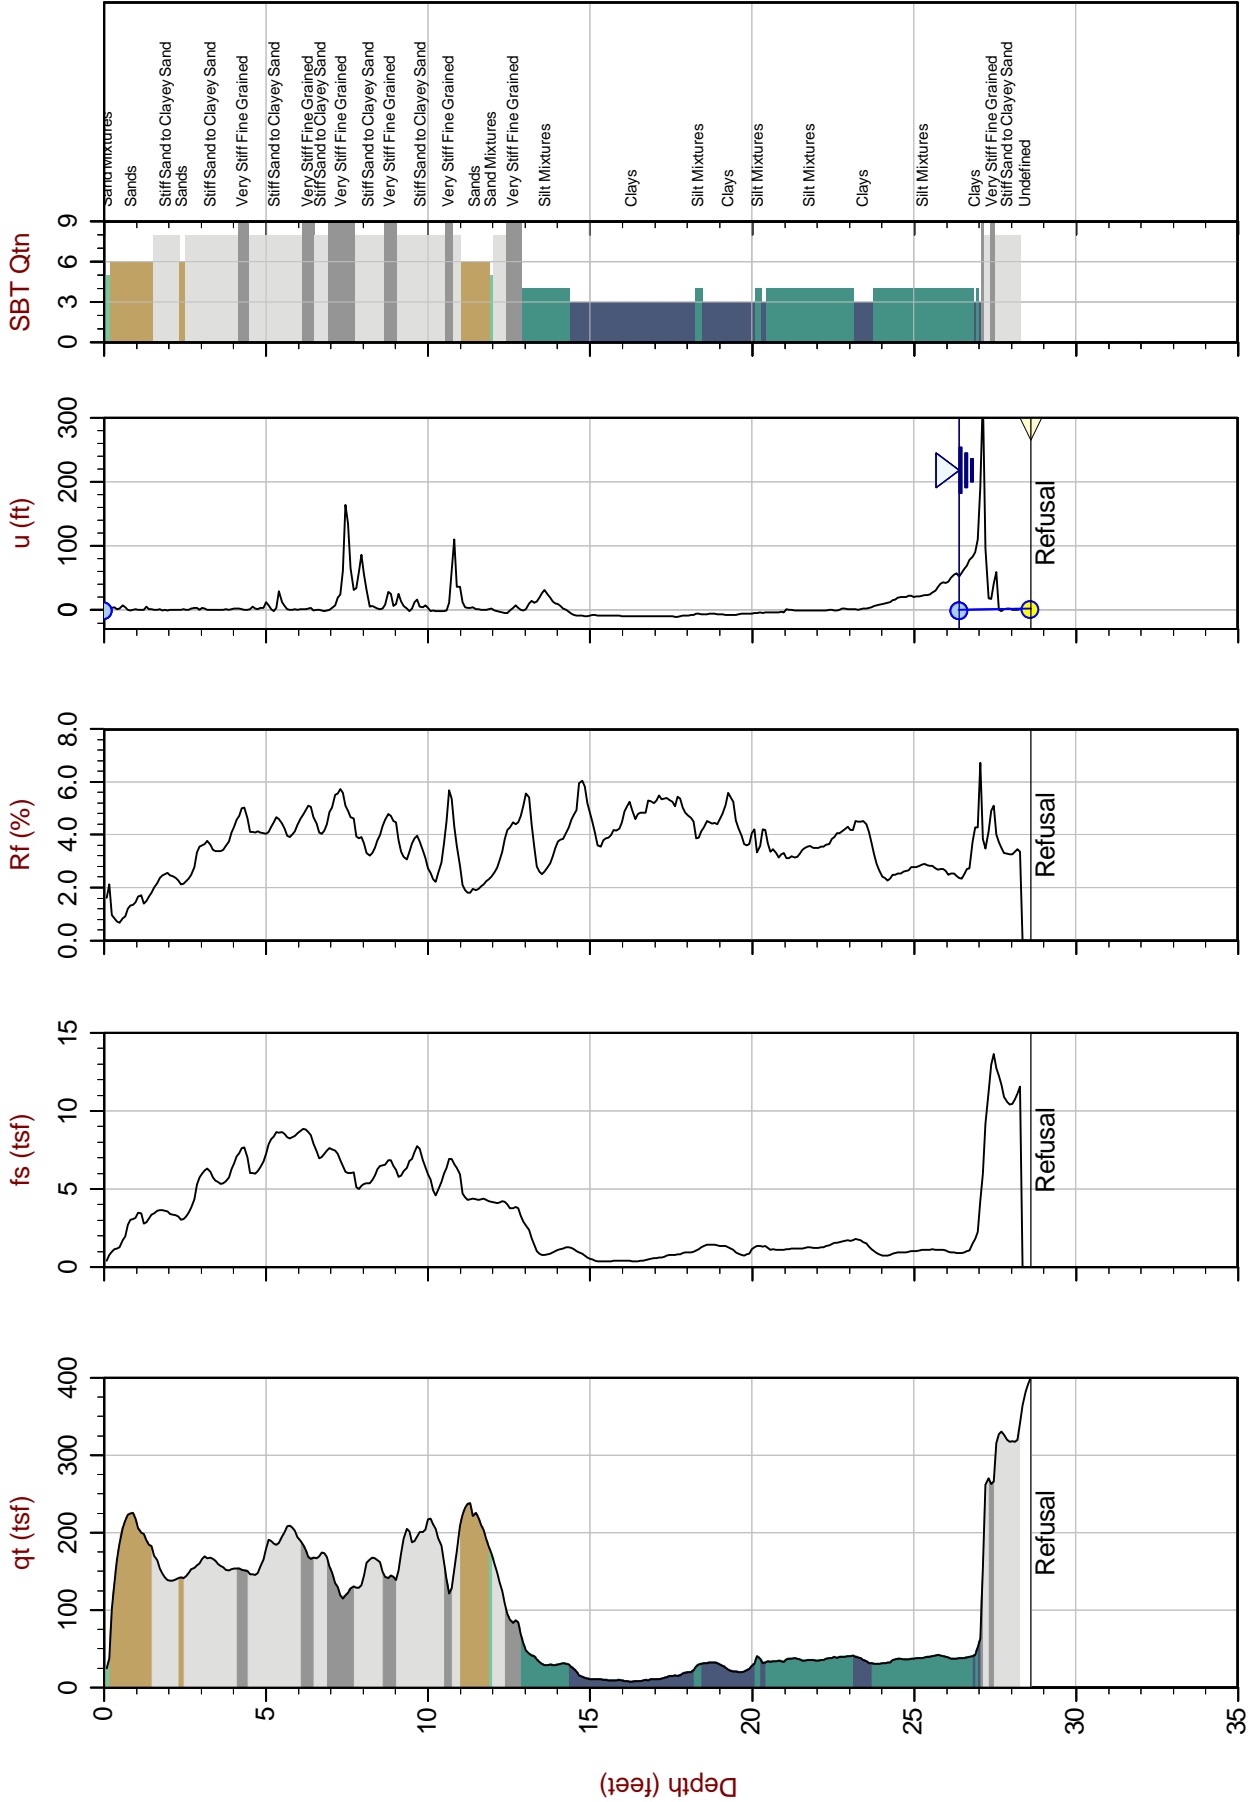 qt (tsf)
fs (tsf)
Rf (%)
u (ft)
SBT Qtn
0 100 200 300 400
0 5 10 15
0.0 2.0 4.0 6.0 8.0
0 100 200 300
0 3 6 9
Depth (feet)
0
5
10
15
20
25
30
35
Sand Mixtures
Sands
Stiff Sand to Clayey Sand
Sands
Stiff Sand to Clayey Sand
Very Stiff Fine Grained
Stiff Sand to Clayey Sand
Very Stiff Fine Grained
Stiff Sand to Clayey Sand
Very Stiff Fine Grained
Stiff Sand to Clayey Sand
Very Stiff Fine Grained
Stiff Sand to Clayey Sand
Very Stiff Fine Grained
Sands
Sand Mixtures
Very Stiff Fine Grained
Silt Mixtures
Clays
Silt Mixtures
Clays
Silt Mixtures
Silt Mixtures
Clays
Silt Mixtures
Clays
Very Stiff Fine Grained
Stiff Sand to Clayey Sand
Undefined
Refusal
Refusal
Refusal
Refusal